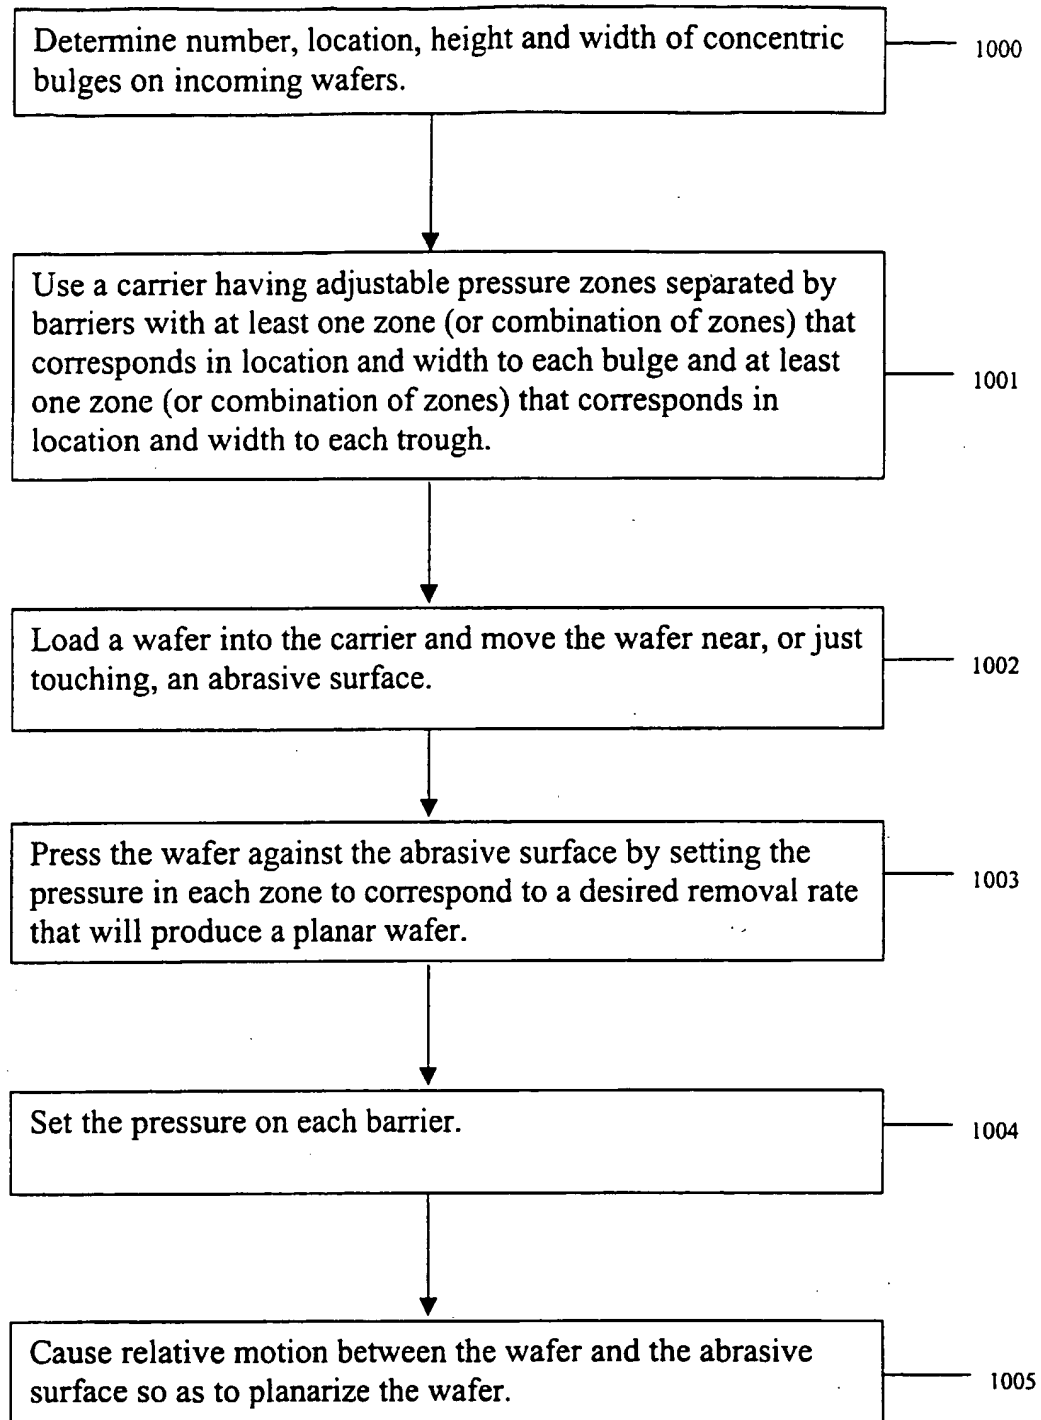 Determine number, location, height and width of concentric
bulges on incoming wafers.
1000
Use a carrier having adjustable pressure zones separated by
barriers with at least one zone (or combination of zones) that
corresponds in location and width to each bulge and at least
one zone (or combination of zones) that corresponds in
location and width to each trough.
1001
Load a wafer into the carrier and move the wafer near, or just
touching, an abrasive surface.
1002
Press the wafer against the abrasive surface by setting the
pressure in each zone to correspond to a desired removal rate
that will produce a planar wafer.
1003
Set the pressure on each barrier.
1004
Cause relative motion between the wafer and the abrasive
surface so as to planarize the wafer.
1005